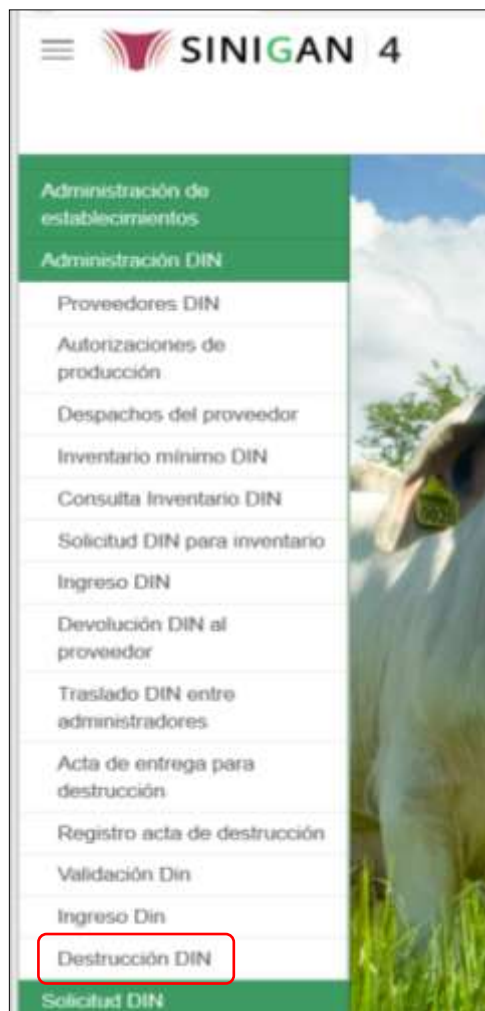 SINIGAN 4
Administración de
establecimientos
Administración DIN
Proveedores DIN
Autorizaciones de
producción
Despachos del proveedor
Inventario mínimo DIN
Consulta Inventario DIN
Solicitud DIN para inventario
Ingreso DIN
Devolución DIN al
proveedor
Traslado DIN entre
administradores
Acta de entrega para
destrucción
Registro acta de destrucción
Validación Din
Ingreso Din
Destrucción DIN
Solicitud DIN